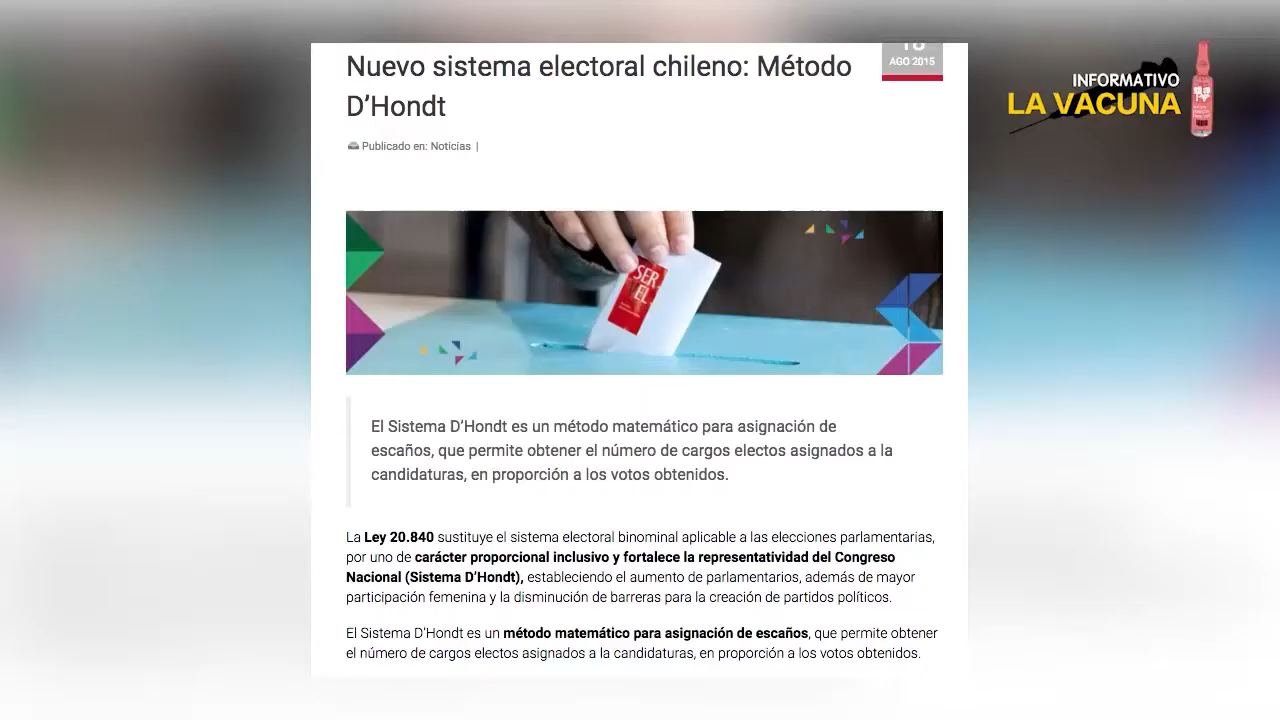 Nuevo sistema electoral chileno: Método
D'Hondt
AGO 2015
Publicado en: Noticias |
INFORMATIVO
LA VACUNA
SER
EL
El Sistema D'Hondt es un método matemático para asignación de
escaños, que permite obtener el número de cargos electos asignados a la
candidaturas, en proporción a los votos obtenidos.
La Ley 20.840 sustituye el sistema electoral binominal aplicable a las elecciones parlamentarias,
por uno de carácter proporcional inclusivo y fortalece la representatividad del Congreso
Nacional (Sistema D'Hondt), estableciendo el aumento de parlamentarios, además de mayor
participación femenina y la disminución de barreras para la creación de partidos políticos.
El Sistema D'Hondt es un método matemático para asignación de escaños, que permite obtener
el número de cargos electos asignados a la candidaturas, en proporción a los votos obtenidos.